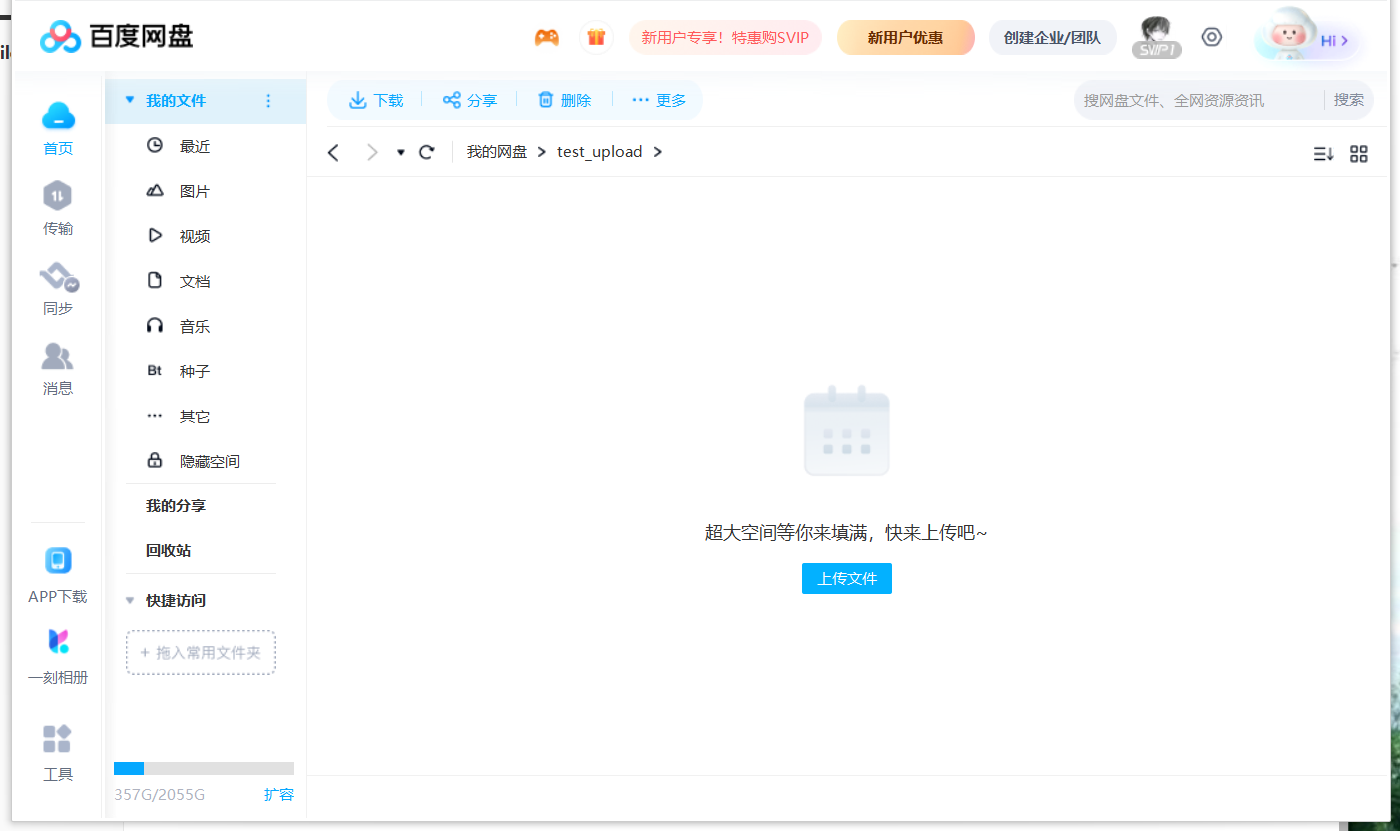 百度网盘
新用户专享！特惠购SVIP
新用户优惠
创建企业/团队
SVIP1
Hi
首页
传输
同步
消息
APP下载
一刻相册
工具
我的文件
最近
图片
视频
文档
音乐
Bt 种子
其它
隐藏空间
我的分享
回收站
快捷访问
+ 拖入常用文件夹
357G/2055G 扩容
下载 分享 删除 更多
搜网盘文件、全网资源资讯 搜索
我的网盘 > test_upload >
超大空间等你来填满，快来上传吧~
上传文件